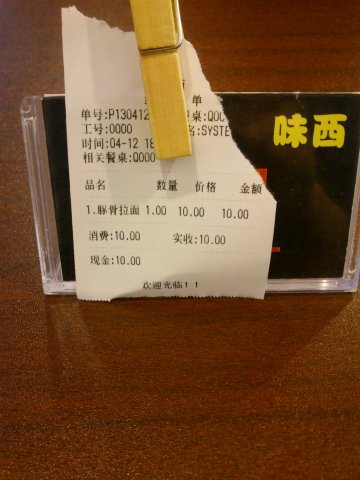 单
单号:P130412 餐桌:Q00
工号:0000 名:SYSTE
时间:04-12 18
相关餐桌:Q000
品名 数量 价格 金额
1.豚骨拉面 1.00 10.00 10.00
消费:10.00 实收:10.00
现金:10.00
欢迎光临!!
味西